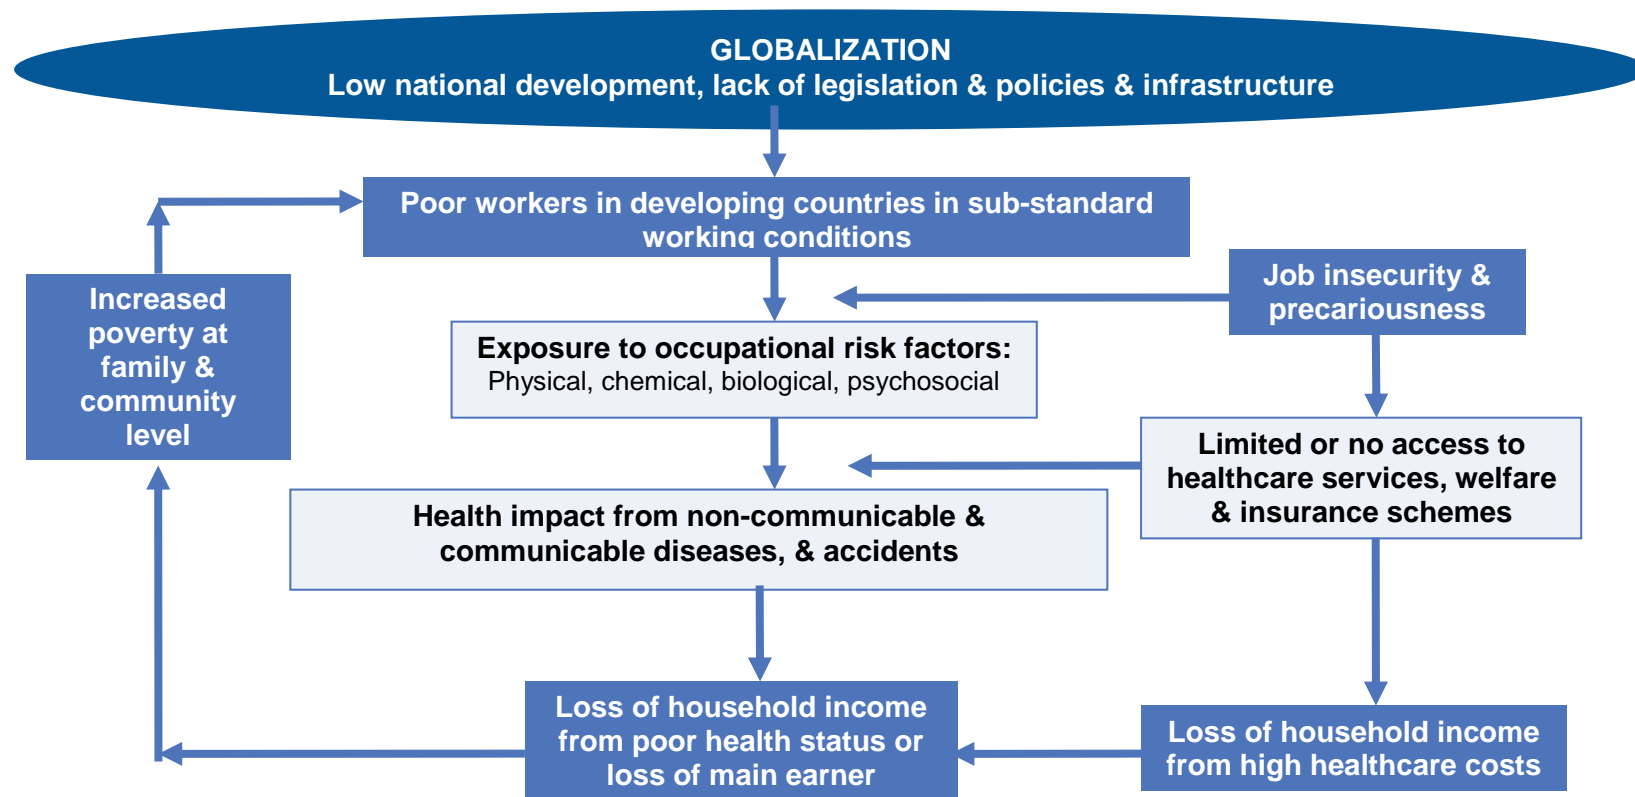 GLOBALIZATION
Low national development, lack of legislation & policies & infrastructure
Poor workers in developing countries in sub-standard
working conditions
Increased
poverty at
family &
community
level
Job insecurity &
precariousness
Exposure to occupational risk factors:
Physical, chemical, biological, psychosocial
Limited or no access to
healthcare services, welfare
& insurance schemes
Health impact from non-communicable &
communicable diseases, & accidents
Loss of household income
from poor health status or
loss of main earner
Loss of household income
from high healthcare costs